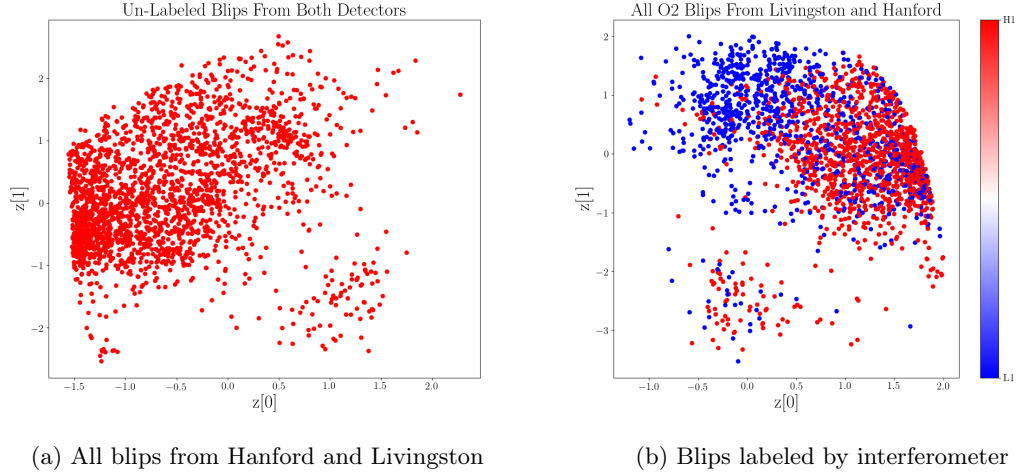 Un-Labeled Blips From Both Detectors
2
1
0
−1
−2
z[1]
−1.5
−1.0
−0.5
0.0
0.5
1.0
1.5
2.0
z[0]
All O2 Blips From Livingston and Hanford
2
1
0
−1
−2
−3
z[1]
−1.0
−0.5
0.0
0.5
1.0
1.5
2.0
z[0]
H1
L1
(a) All blips from Hanford and Livingston
(b) Blips labeled by interferometer